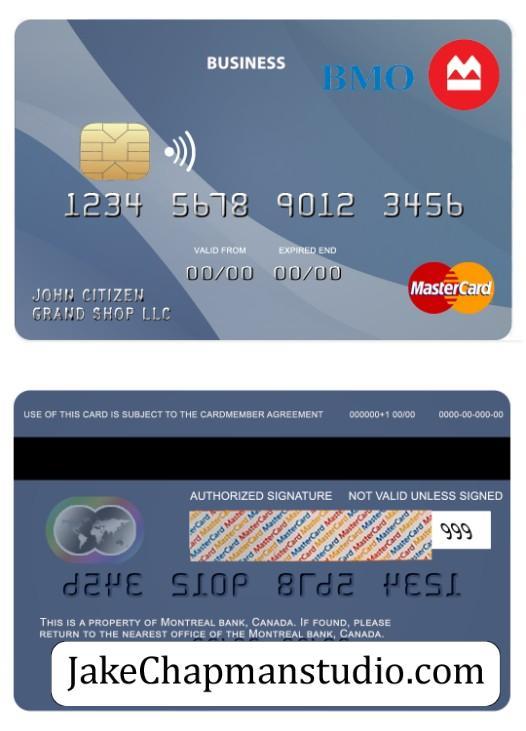 BUSINESS
BMO
1234 5678 9012 3456
VALID FROM EXPIRED END
00/00 00/00
JOHN CITIZEN
GRAND SHOP LLC
MasterCard
USE OF THIS CARD IS SUBJECT TO THE CARDMEMBER AGREEMENT 000000+1 00/00 0000-00-000-00
AUTHORIZED SIGNATURE NOT VALID UNLESS SIGNED
MasterCard MasterCard MasterCard
999
THIS IS A PROPERTY OF MONTREAL BANK, CANADA. IF FOUND, PLEASE
RETURN TO THE NEAREST OFFICE OF THE MONTREAL BANK, CANADA.
JakeChapmanstudio.com